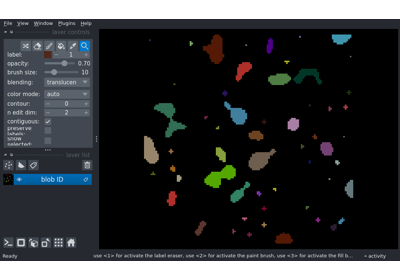 File View Window Plugins Help
layer controls
label: 1
opacity: 0.70
brush size: 10
blending: translucen
color mode: auto
contour: 0
n edit dim: 2
contiguous:
preserve labels:
show selected:
layer list
blob ID
Ready use <1> for activate the label eraser, use <2> for activate the paint brush, use <3> for activate the fill b... activity